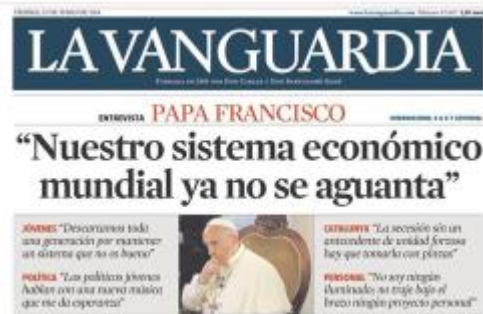 LA VANGUARDIA
ENTREVISTA PAPA FRANCISCO
“Nuestro sistema económico
mundial ya no se aguanta”
JÓVENES “Descartamos toda
una generación por mantener
un sistema que no es bueno”
POLÍTICA “Los políticos jóvenes
hablan con una nueva música
que me da esperanza”
CATALUNYA “La secesión sin un
antecedente de unidad forzosa
hay que tomarla con pinzas”
PERSONAL “No soy ningún
iluminado; no traje bajo el
brazo ningún proyecto personal”